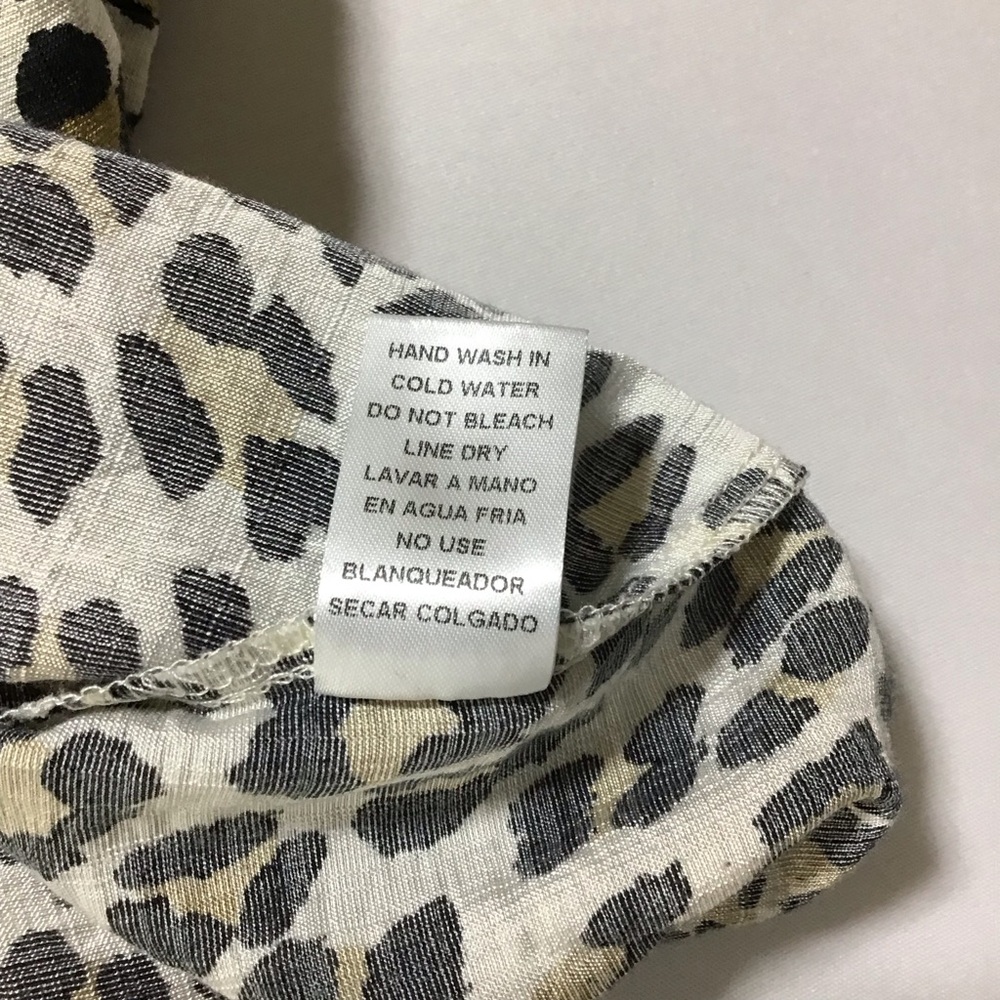 HAND WASH IN
COLD WATER
DO NOT BLEACH
LINE DRY
LAVAR A MANO
EN AGUA FRIA
NO USE
BLANQUEADOR
SECAR COLGADO